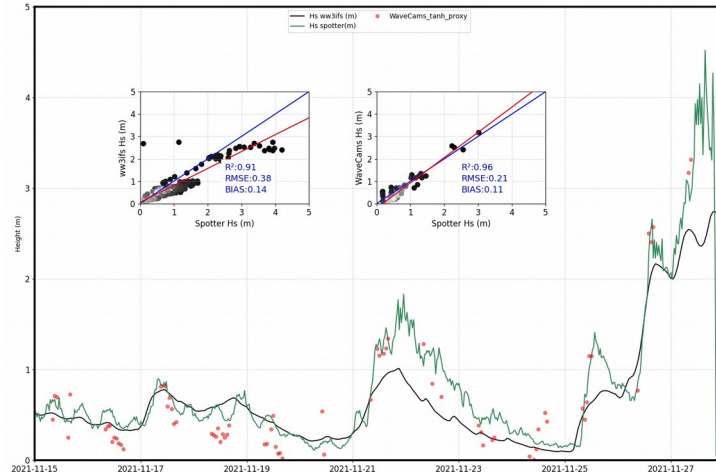 Hs ww3ifs (m)
WaveCams_tanh_proxy
Hs spotter(m)
5
4
3
2
1
0
Height (m)
5
4
3
2
1
0
ww3ifs Hs (m)
R²:0.91
RMSE:0.38
BIAS:0.14
0 1 2 3 4 5
Spotter Hs (m)
5
4
3
2
1
0
WaveCams Hs (m)
R²:0.96
RMSE:0.21
BIAS:0.11
0 1 2 3 4 5
Spotter Hs (m)
2021-11-15 2021-11-17 2021-11-19 2021-11-21 2021-11-23 2021-11-25 2021-11-27